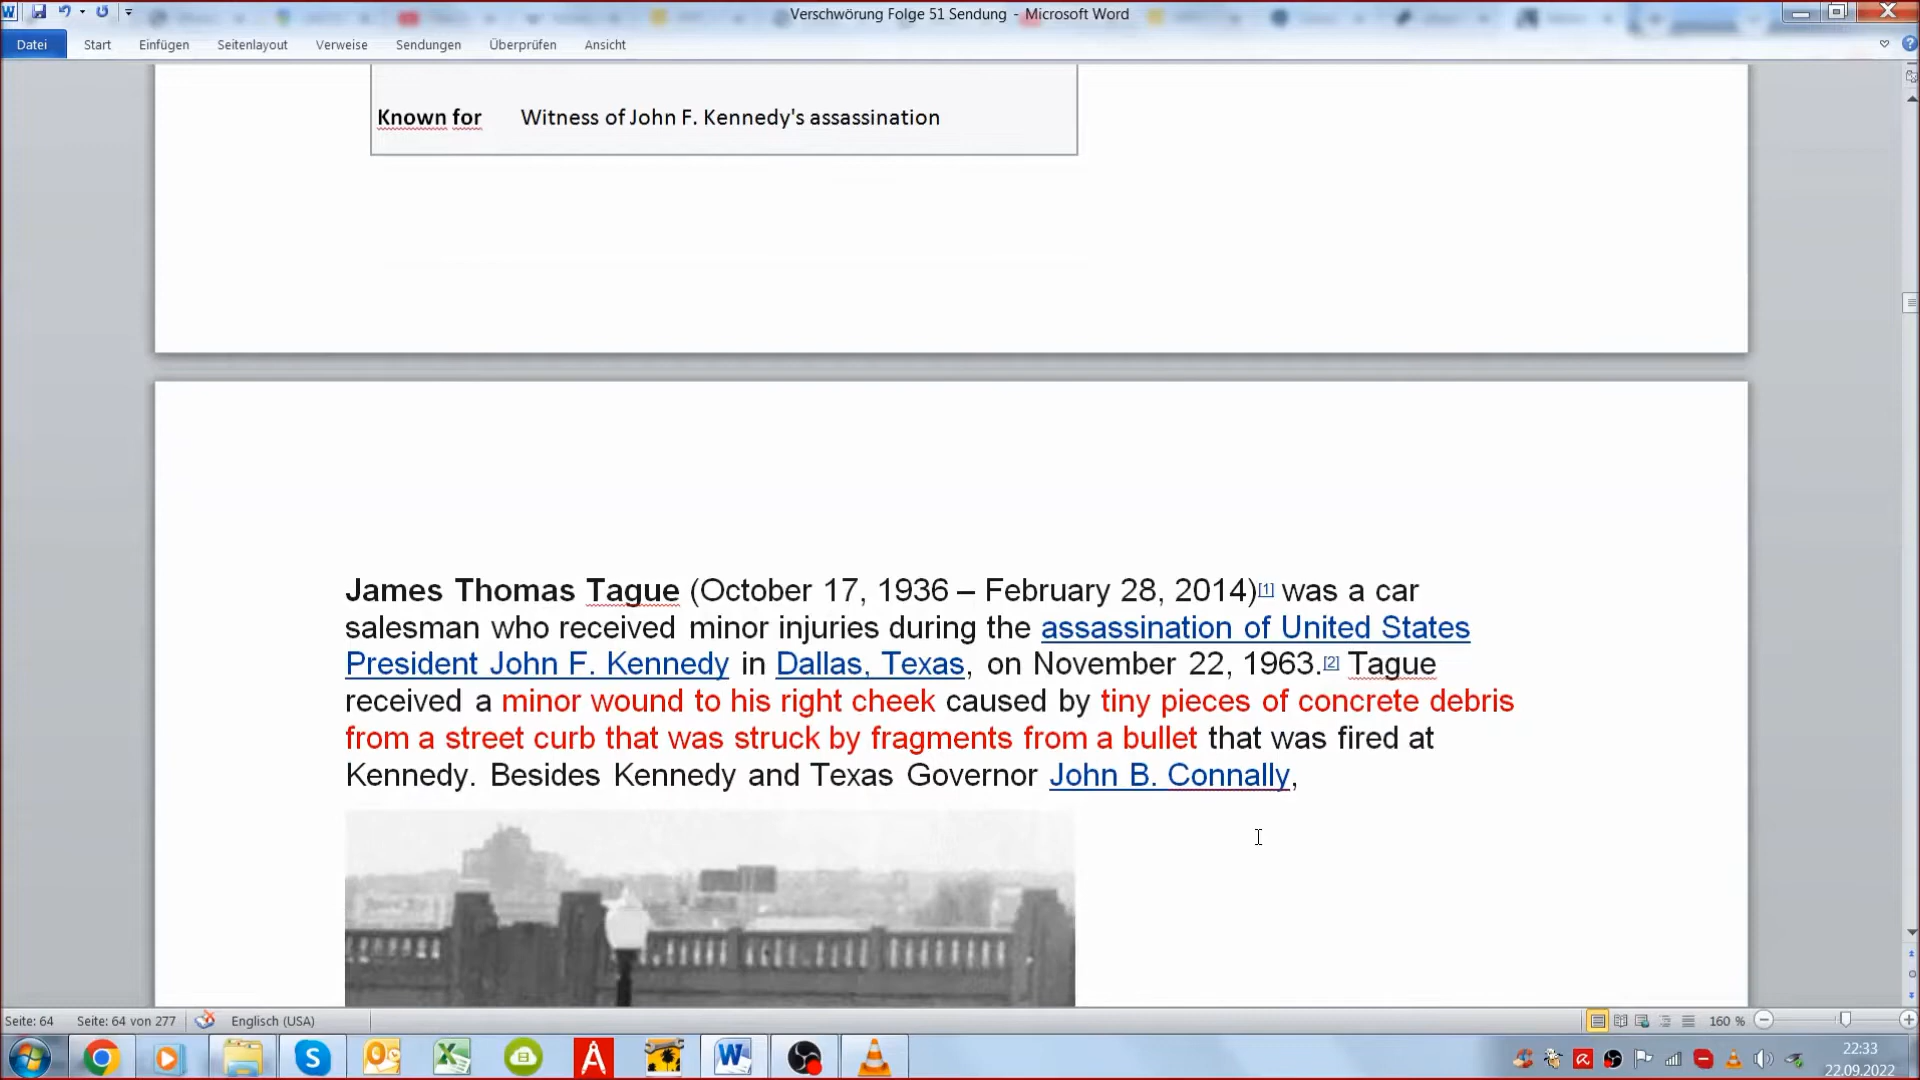 Verschwörung Folge 51 Sendung - Microsoft Word
Datei Start Einfügen Seitenlayout Verweise Sendungen Überprüfen Ansicht
Known for Witness of John F. Kennedy's assassination
James Thomas Tague (October 17, 1936 – February 28, 2014)[1] was a car
salesman who received minor injuries during the assassination of United States
President John F. Kennedy in Dallas, Texas, on November 22, 1963.[2] Tague
received a minor wound to his right cheek caused by tiny pieces of concrete debris
from a street curb that was struck by fragments from a bullet that was fired at
Kennedy. Besides Kennedy and Texas Governor John B. Connally,
Seite: 64 Seite: 64 von 277 Englisch (USA) 160 %
22:33
22.09.2022